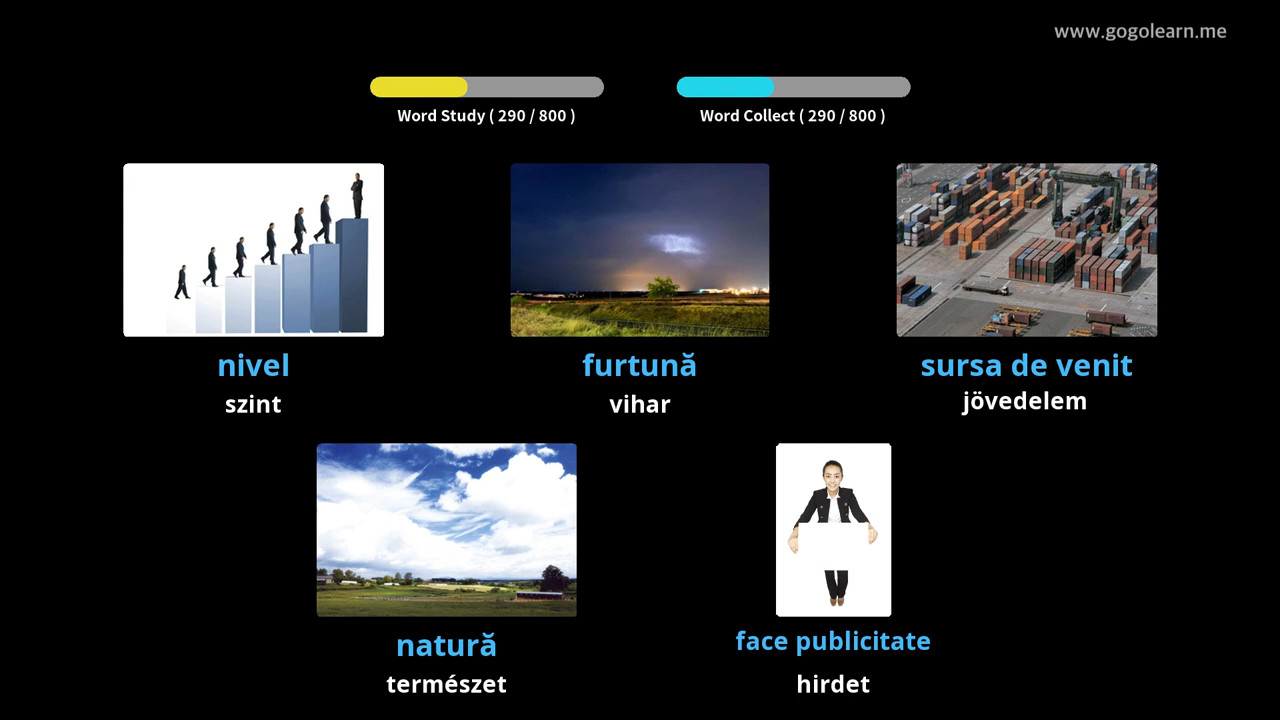 www.gogolearn.me
Word Study ( 290 / 800 )
Word Collect ( 290 / 800 )
nivel
szint
furtună
vihar
sursa de venit
jövedelem
natură
természet
face publicitate
hirdet